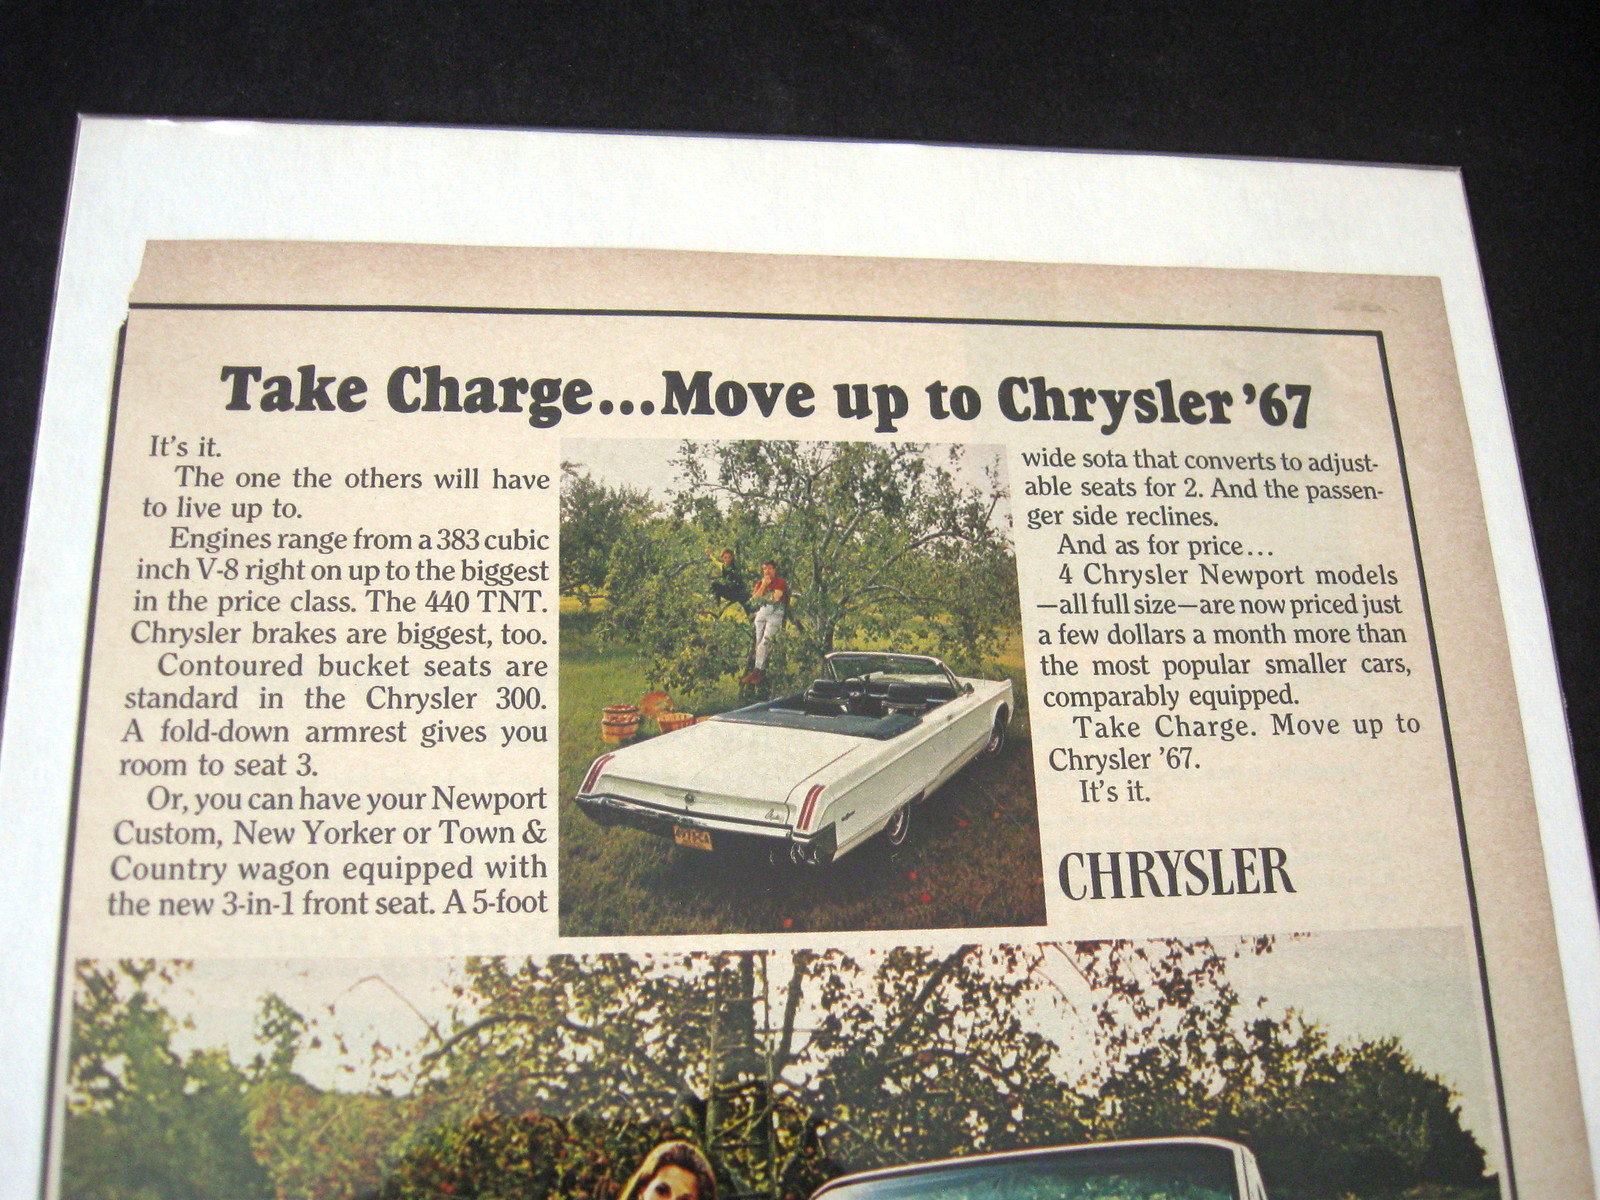 Take Charge...Move up to Chrysler '67
It's it.
The one the others will have
to live up to.
Engines range from a 383 cubic
inch V-8 right on up to the biggest
in the price class. The 440 TNT.
Chrysler brakes are biggest, too.
Contoured bucket seats are
standard in the Chrysler 300.
A fold-down armrest gives you
room to seat 3.
Or, you can have your Newport
Custom, New Yorker or Town &
Country wagon equipped with
the new 3-in-1 front seat. A 5-foot
wide sofa that converts to adjust-
able seats for 2. And the passen-
ger side reclines.
And as for price...
4 Chrysler Newport models
—all full size—are now priced just
a few dollars a month more than
the most popular smaller cars,
comparably equipped.
Take Charge. Move up to
Chrysler '67.
It's it.
CHRYSLER